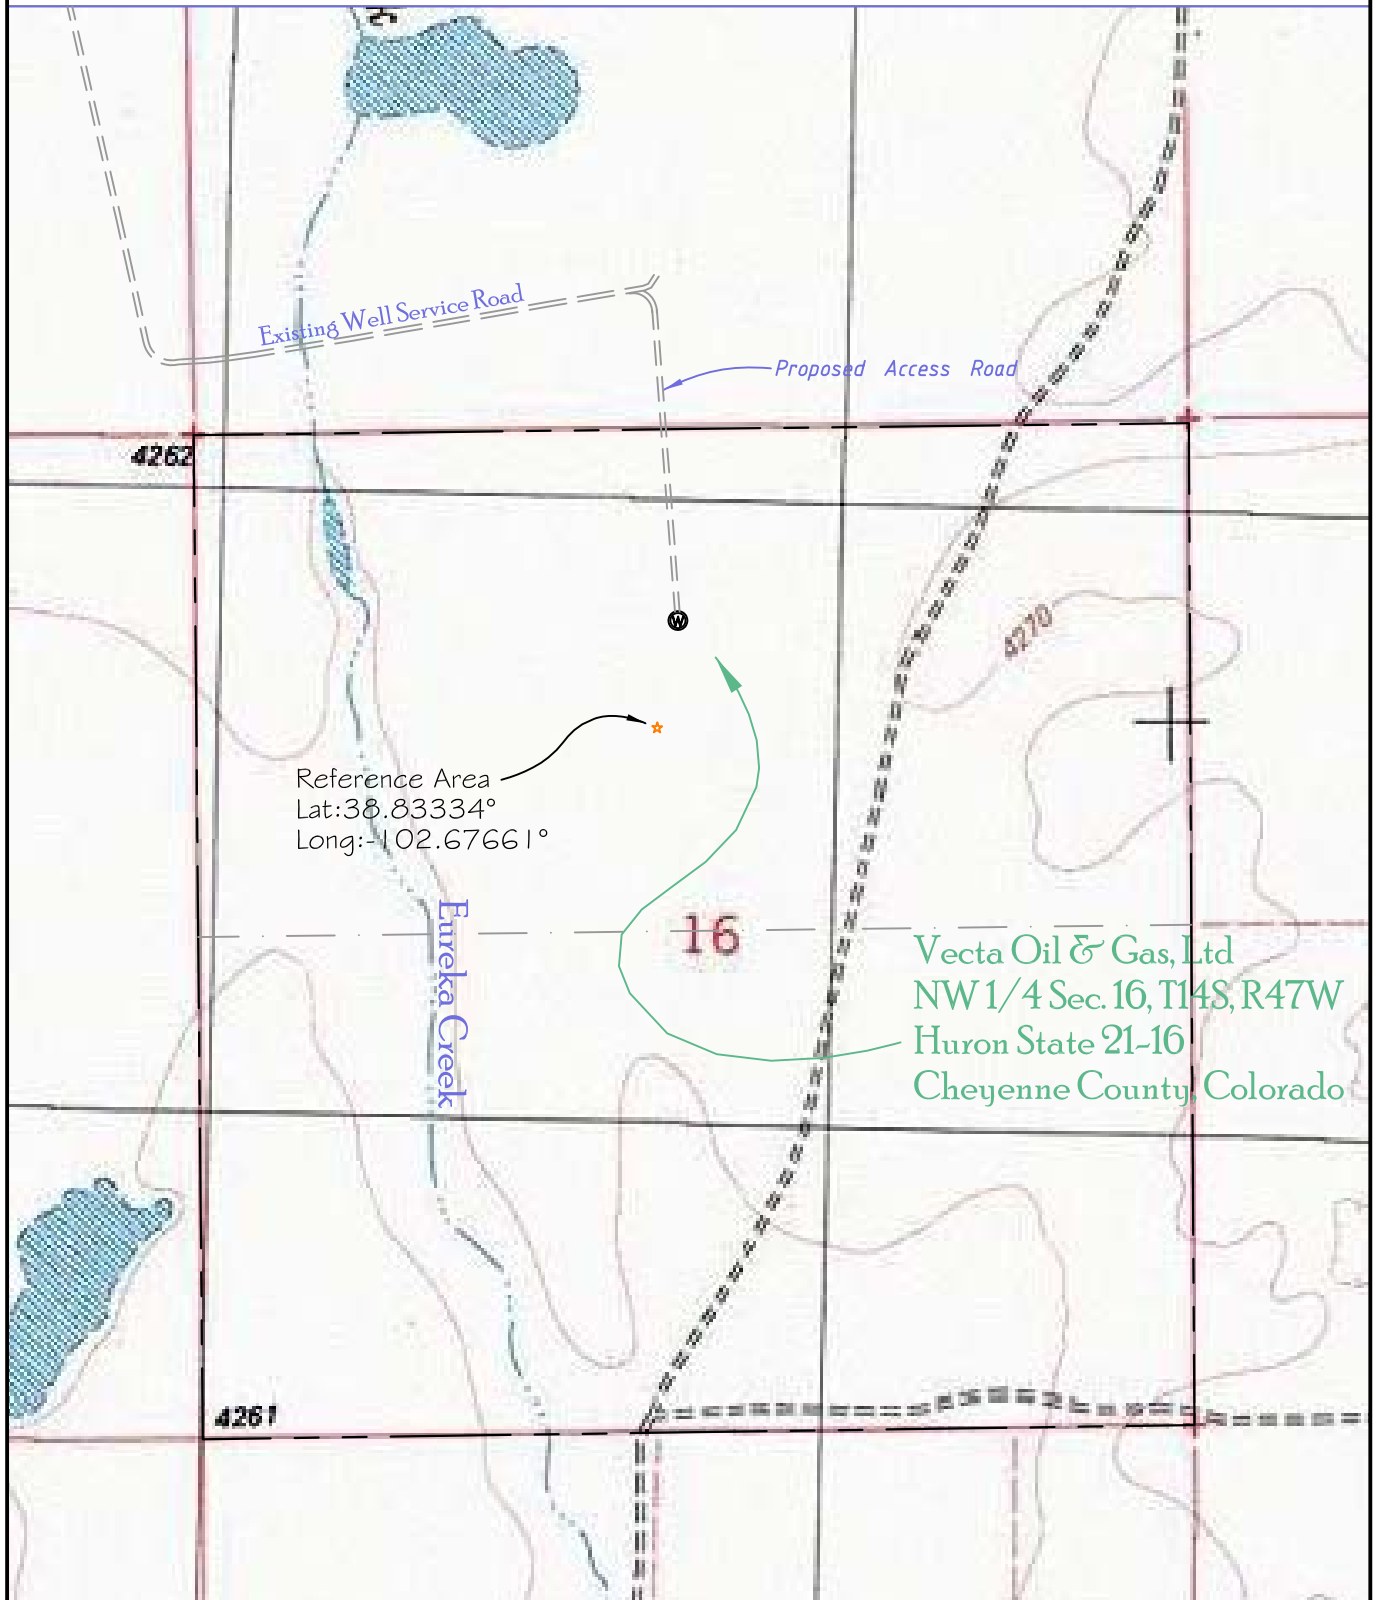 Existing Well Service Road
Proposed Access Road
4262
W
4270
Reference Area
Lat:38.83334°
Long:-102.67661°
Eureka Creek
16
Vecta Oil & Gas, Ltd
NW 1/4 Sec. 16, T14S, R47W
Huron State 21-16
Cheyenne County, Colorado
4261